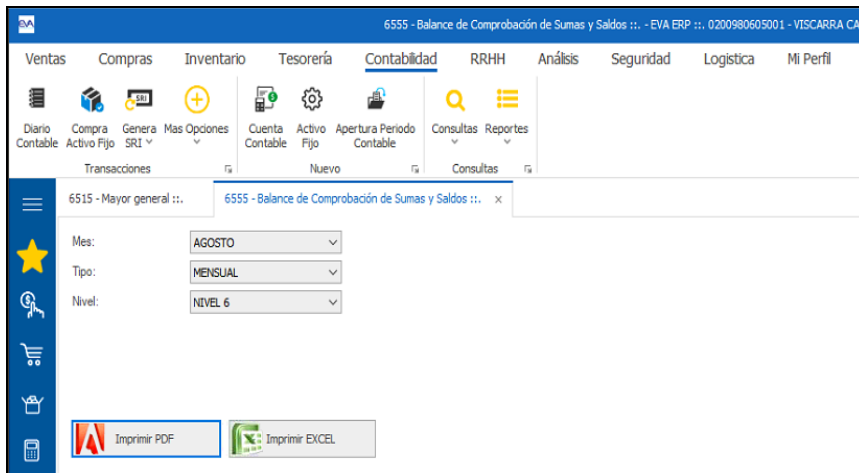 EVA
6555 - Balance de Comprobación de Sumas y Saldos ::. - EVA ERP ::. 0200980605001 - VISCARRA CA
Ventas Compras Inventario Tesorería Contabilidad RRHH Análisis Seguridad Logistica Mi Perfil
SRI
Diario Compra Genera Mas Opciones Cuenta Activo Apertura Periodo Consultas Reportes
Contable Activo Fijo SRI Contable Fijo Contable
Transacciones Nuevo Consultas
6515 - Mayor general ::. 6555 - Balance de Comprobación de Sumas y Saldos ::. x
Mes: AGOSTO
Tipo: MENSUAL
Nivel: NIVEL 6
Imprimir PDF Imprimir EXCEL